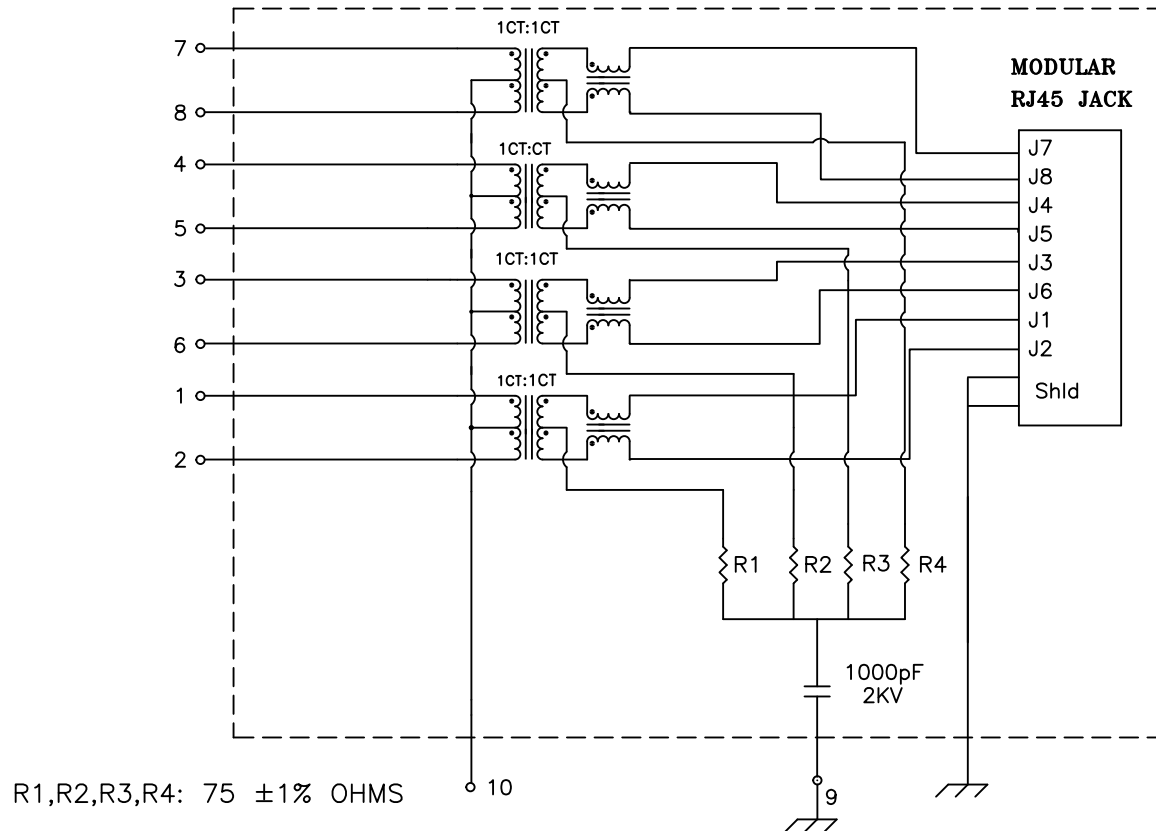 1CT:1CT
7
MODULAR
RJ45 JACK
8
J7
1CT:CT
J8
4
J4
5
J5
1CT:1CT
J3
3
J6
J1
6
J2
1CT:1CT
Shld
1
2
R1
R2
R3
R4
1000pF
2KV
R1,R2,R3,R4: 75 ±1% OHMS
10
9